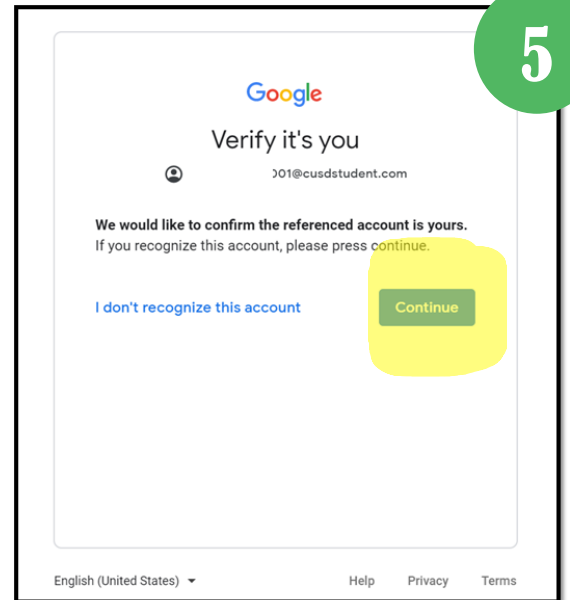 5
Google
Verify it's you
001@cusdstudent.com
We would like to confirm the referenced account is yours.
If you recognize this account, please press continue.
I don't recognize this account
Continue
English (United States)
Help Privacy Terms